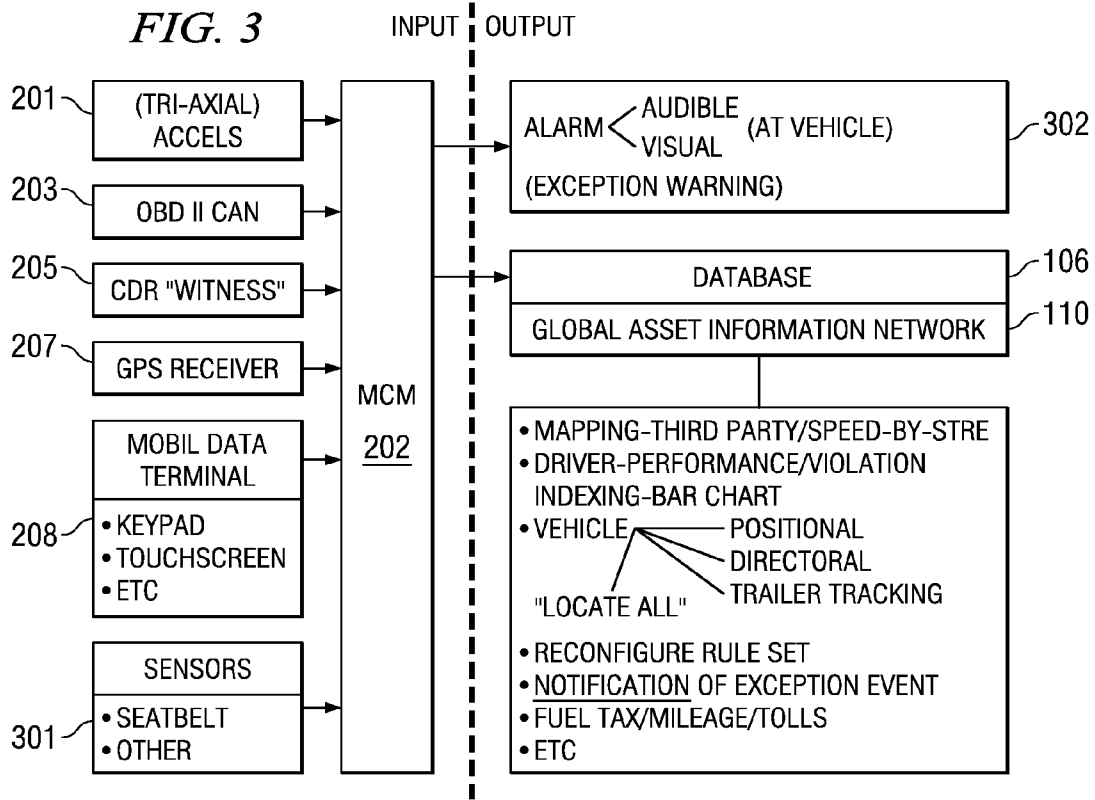 FIG. 3
INPUT
OUTPUT
201
(TRI-AXIAL)
ACCELS
203
OBD II CAN
205
CDR "WITNESS"
207
GPS RECEIVER
MOBIL DATA
TERMINAL
208
• KEYPAD
• TOUCHSCREEN
• ETC
SENSORS
301
• SEATBELT
• OTHER
MCM
202
ALARM
AUDIBLE
VISUAL
(AT VEHICLE)
(EXCEPTION WARNING)
302
DATABASE
106
GLOBAL ASSET INFORMATION NETWORK
110
• MAPPING-THIRD PARTY/SPEED-BY-STRE
• DRIVER-PERFORMANCE/VIOLATION
INDEXING-BAR CHART
• VEHICLE
POSITIONAL
DIRECTORAL
TRAILER TRACKING
"LOCATE ALL"
• RECONFIGURE RULE SET
• NOTIFICATION OF EXCEPTION EVENT
• FUEL TAX/MILEAGE/TOLLS
• ETC